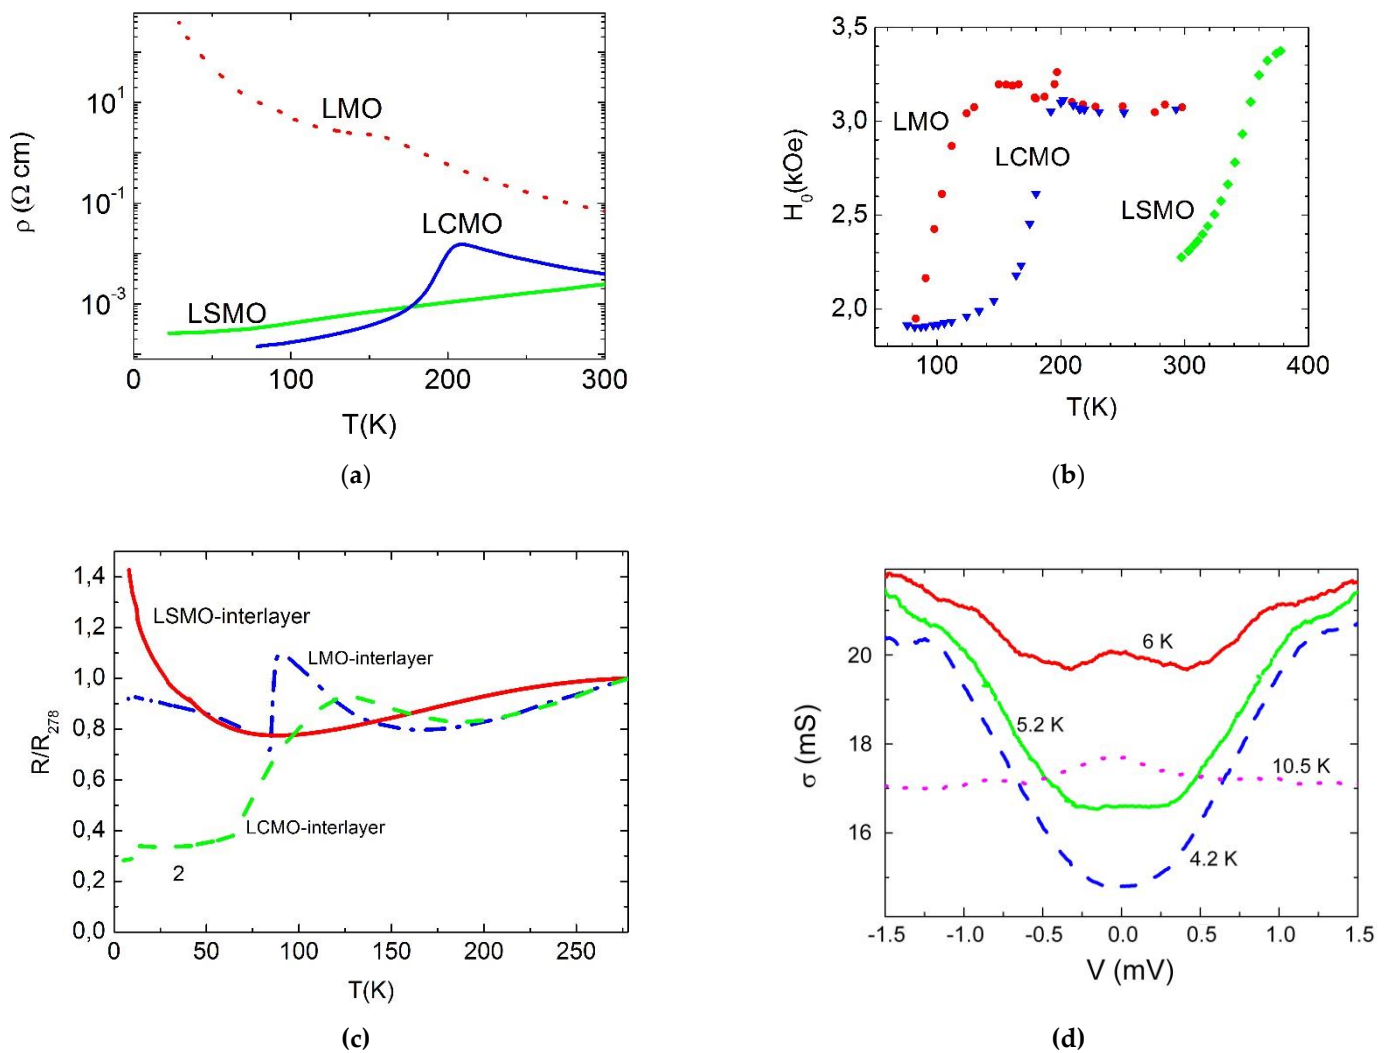 10^1
10^-1
10^-3
ρ (Ω cm)
LMO
LCMO
LSMO
0 100 200 300
T(K)
(a)
3,5
3,0
2,5
2,0
H_0(kOe)
LMO
LCMO
LSMO
100 200 300 400
T(K)
(b)
1,4
1,2
1,0
0,8
0,6
0,4
0,2
0,0
R/R_278
LSMO-interlayer
LMO-interlayer
LCMO-interlayer
2
0 50 100 150 200 250
T(K)
(c)
20
18
16
σ (mS)
6 K
5.2 K
10.5 K
4.2 K
-1.5 -1.0 -0.5 0.0 0.5 1.0 1.5
V (mV)
(d)